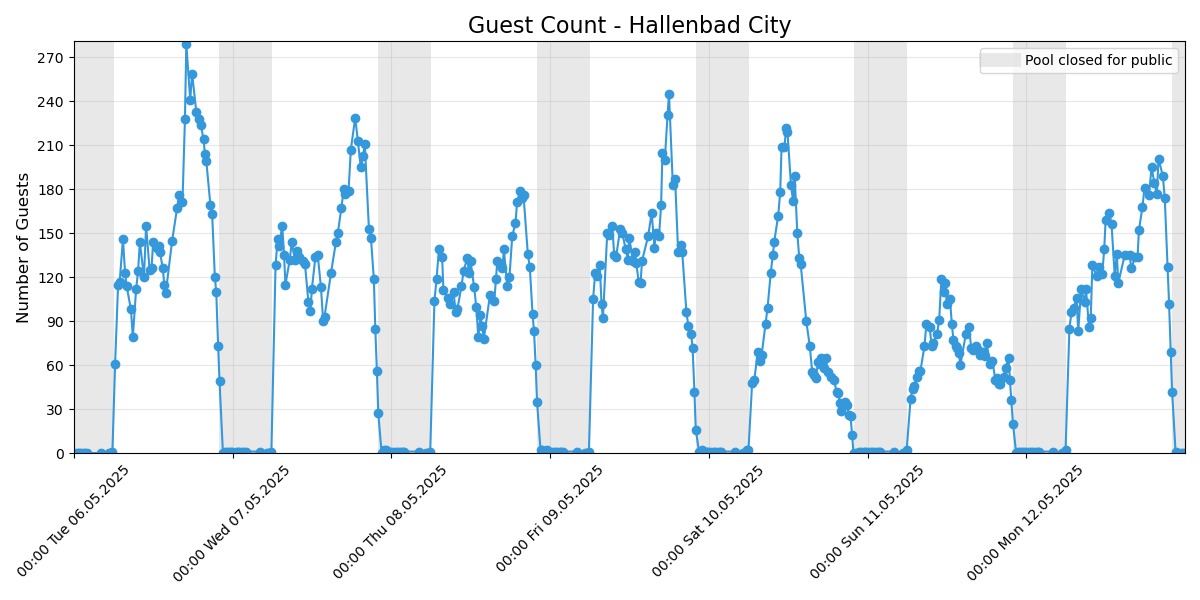 Guest Count - Hallenbad City
Pool closed for public
Number of Guests
270
240
210
180
150
120
90
60
30
0
00:00 Tue 06.05.2025
00:00 Wed 07.05.2025
00:00 Thu 08.05.2025
00:00 Fri 09.05.2025
00:00 Sat 10.05.2025
00:00 Sun 11.05.2025
00:00 Mon 12.05.2025